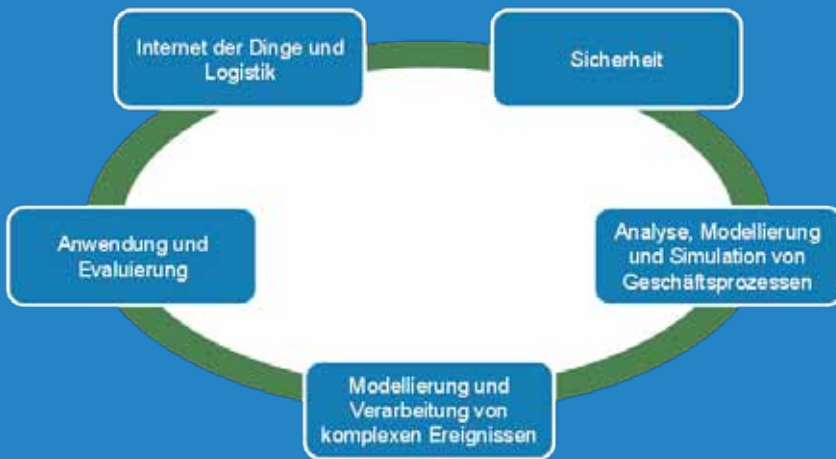 Internet der Dinge und
Logistik
Sicherheit
Anwendung und
Evaluierung
Analyse, Modellierung
und Simulation von
Geschäftsprozessen
Modellierung und
Verarbeitung von
komplexen Ereignissen